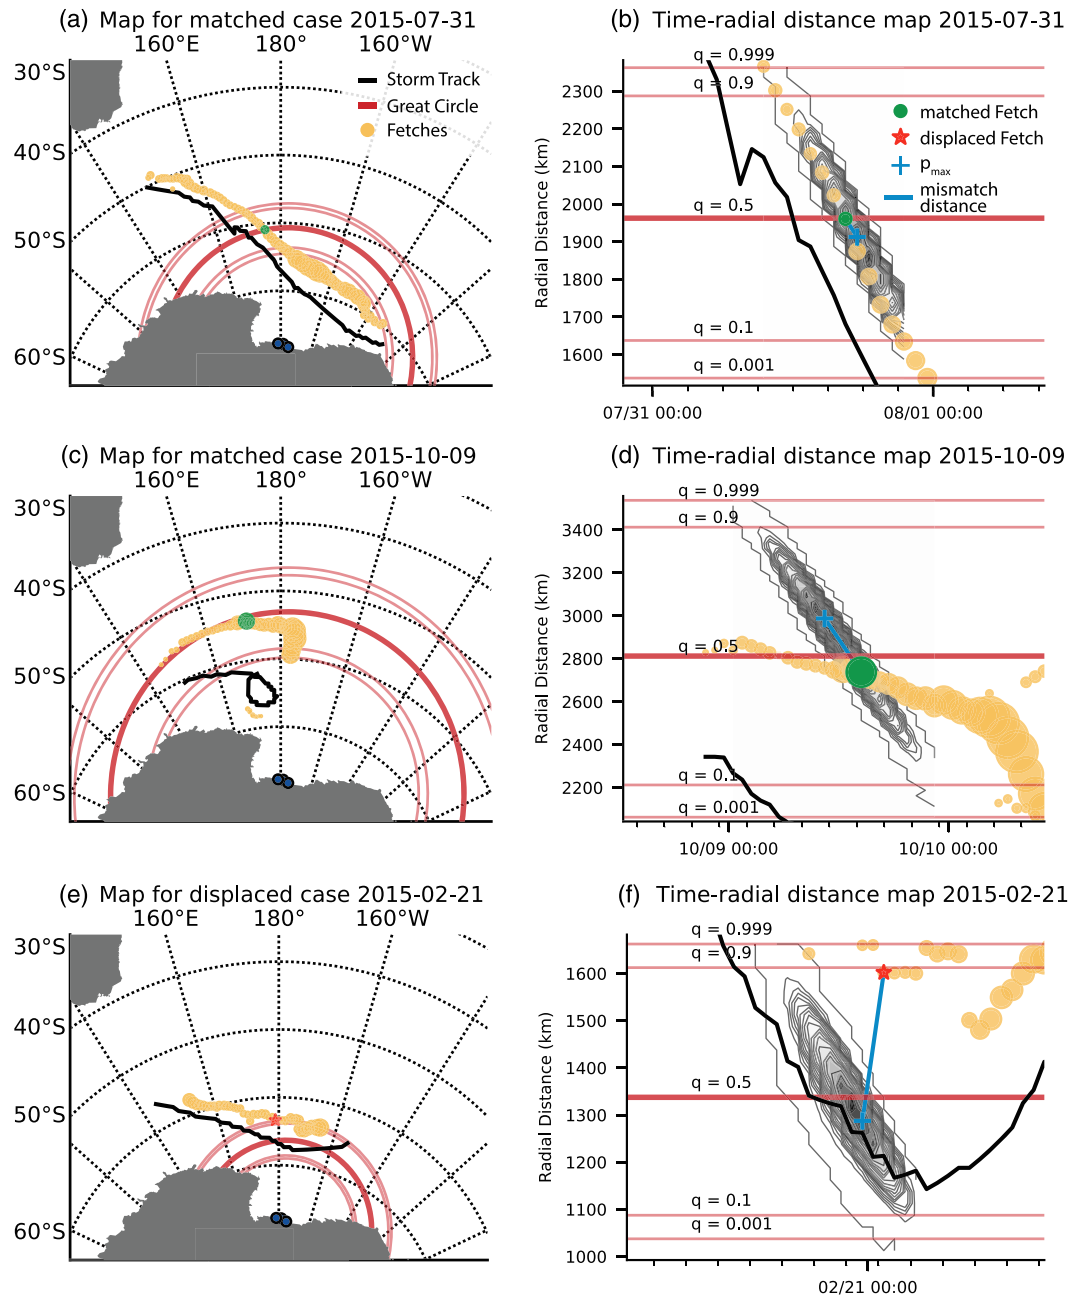 (a) Map for matched case 2015-07-31
160°E 180° 160°W
30°S
40°S
50°S
60°S
Storm Track
Great Circle
Fetches
(b) Time-radial distance map 2015-07-31
Radial Distance (km)
2300
2200
2100
2000
1900
1800
1700
1600
q = 0.999
q = 0.9
q = 0.5
q = 0.1
q = 0.001
matched Fetch
displaced Fetch
pmax
mismatch
distance
07/31 00:00 08/01 00:00
(c) Map for matched case 2015-10-09
160°E 180° 160°W
30°S
40°S
50°S
60°S
(d) Time-radial distance map 2015-10-09
Radial Distance (km)
3400
3200
3000
2800
2600
2400
2200
q = 0.999
q = 0.9
q = 0.5
q = 0.1
q = 0.001
10/09 00:00 10/10 00:00
(e) Map for displaced case 2015-02-21
160°E 180° 160°W
30°S
40°S
50°S
60°S
(f) Time-radial distance map 2015-02-21
Radial Distance (km)
1600
1500
1400
1300
1200
1100
1000
q = 0.999
q = 0.9
q = 0.5
q = 0.1
q = 0.001
02/21 00:00